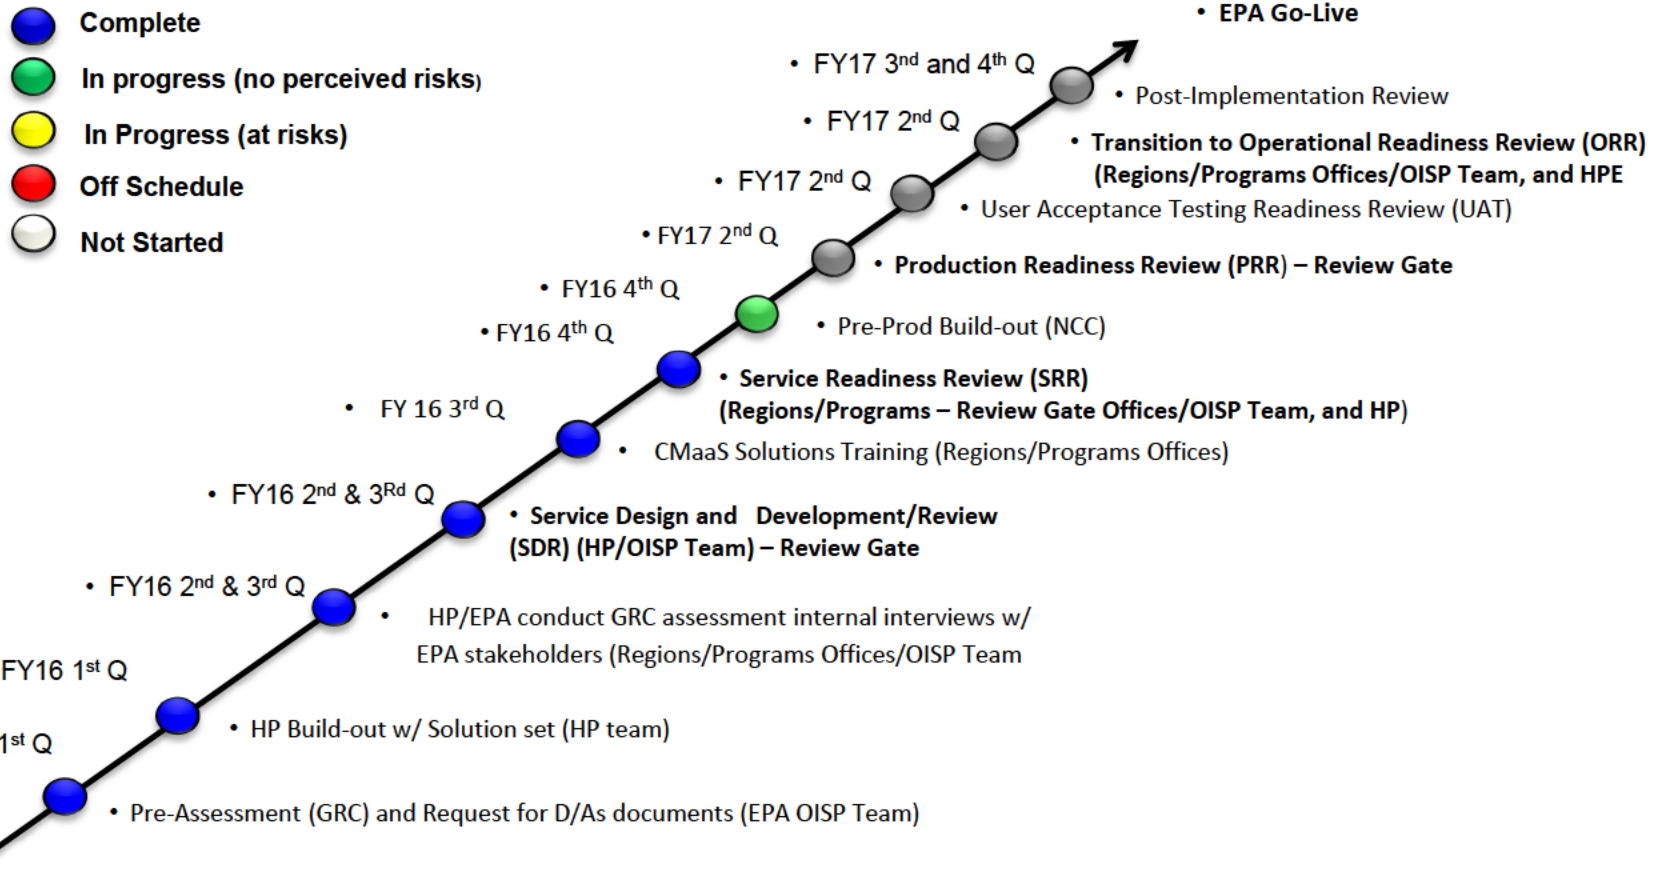 Complete
In progress (no perceived risks)
In Progress (at risks)
Off Schedule
Not Started
• EPA Go-Live
• FY17 3nd and 4th Q
• Post-Implementation Review
• FY17 2nd Q
• Transition to Operational Readiness Review (ORR)
(Regions/Programs Offices/OISP Team, and HPE
• FY17 2nd Q
• User Acceptance Testing Readiness Review (UAT)
• FY17 2nd Q
• Production Readiness Review (PRR) – Review Gate
• FY16 4th Q
• Pre-Prod Build-out (NCC)
• FY16 4th Q
• Service Readiness Review (SRR)
(Regions/Programs – Review Gate Offices/OISP Team, and HP)
• FY 16 3rd Q
• CMaaS Solutions Training (Regions/Programs Offices)
• FY16 2nd & 3Rd Q
• Service Design and Development/Review
(SDR) (HP/OISP Team) – Review Gate
• FY16 2nd & 3rd Q
• HP/EPA conduct GRC assessment internal interviews w/
EPA stakeholders (Regions/Programs Offices/OISP Team
FY16 1st Q
• HP Build-out w/ Solution set (HP team)
1st Q
• Pre-Assessment (GRC) and Request for D/As documents (EPA OISP Team)